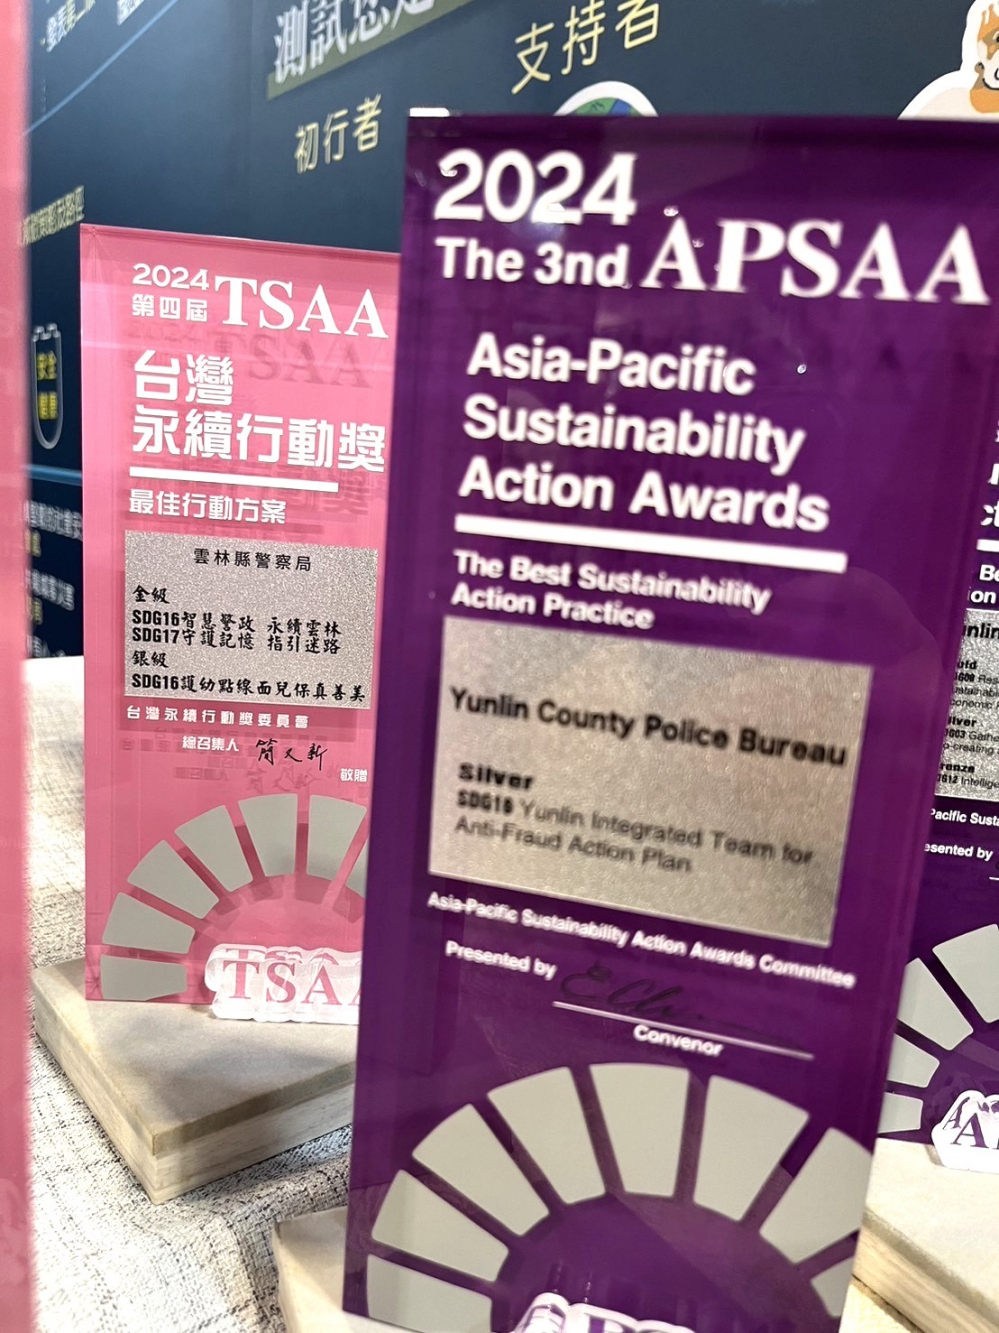 測試您是
支持者
初行者
安全
2024
第四屆 TSAA
台灣
永續行動獎
最佳行動方案
雲林縣警察局
金級
SDG16智慧警政 永續雲林
SDG17守護記憶 指引迷路
銀級
SDG16護幼點線面兒保真善美
台灣永續行動獎委員會
總召集人 簡又新
敬贈
TSAA
2024
The 3rd APSAA
Asia-Pacific
Sustainability
Action Awards
The Best Sustainability
Action Practice
Yunlin County Police Bureau
Silver
SDG16 Yunlin Integrated Team for
Anti-Fraud Action Plan
Asia-Pacific Sustainability Action Awards Committee
Presented by
Convenor